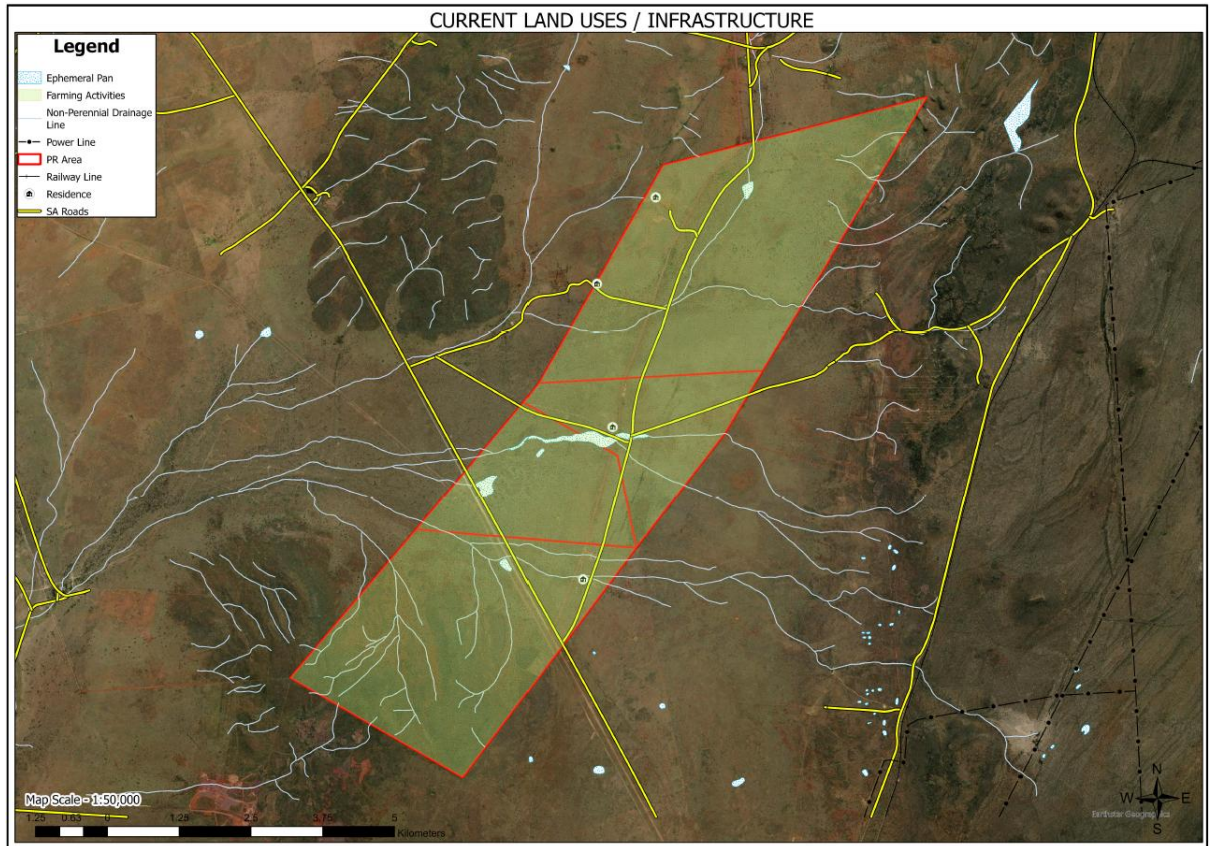 CURRENT LAND USES / INFRASTRUCTURE
Legend
Ephemeral Pan
Farming Activities
Non-Perennial Drainage
Line
Power Line
PR Area
Railway Line
Residence
SA Roads
Map Scale - 1:50,000
1.25 0.63 0 1.25 2.5 3.75 5
Kilometers
N
W E
S
Earthstar Geographics